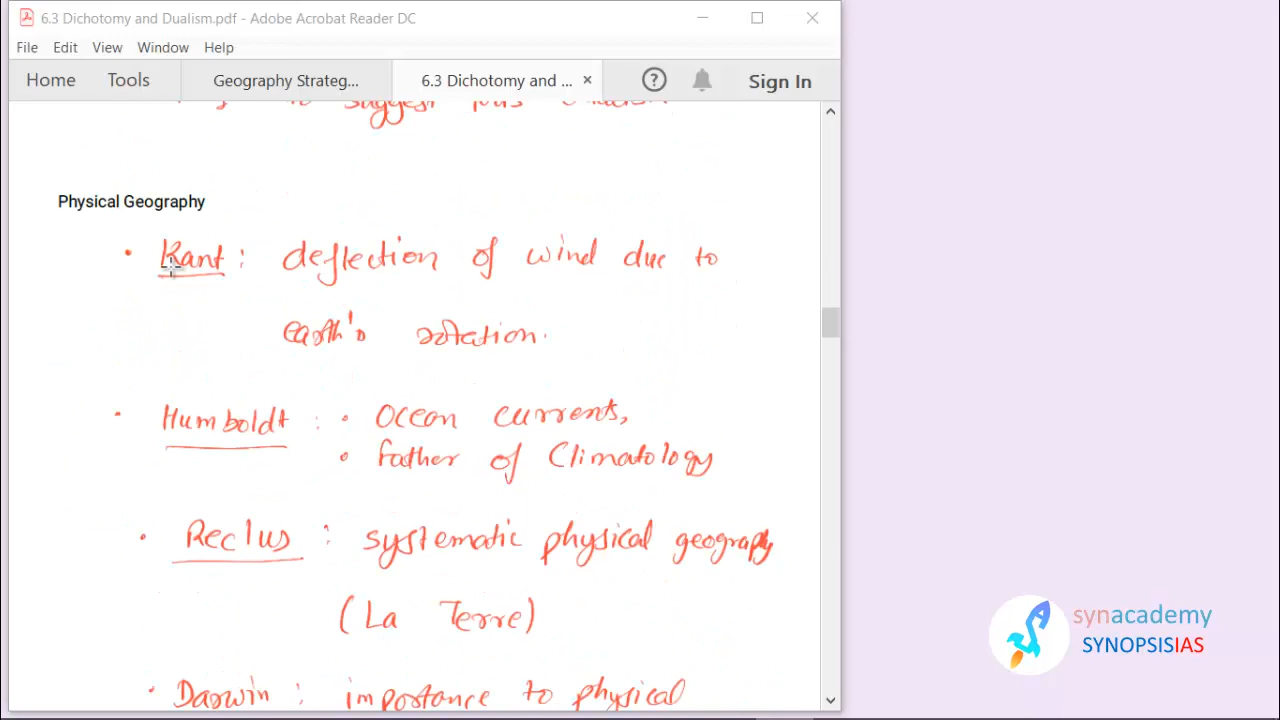 6.3 Dichotomy and Dualism.pdf - Adobe Acrobat Reader DC
File Edit View Window Help
Home Tools Geography Strateg... 6.3 Dichotomy and ... × ? Sign In
to suggest
Physical Geography
• Kant : deflection of wind due to
earth's rotation.
• Humboldt : • Ocean currents,
• Father of Climatology
• Reclus : systematic physical geography
(La Terre)
• Darwin : importance to physical
synacademy
SYNOPSISIAS